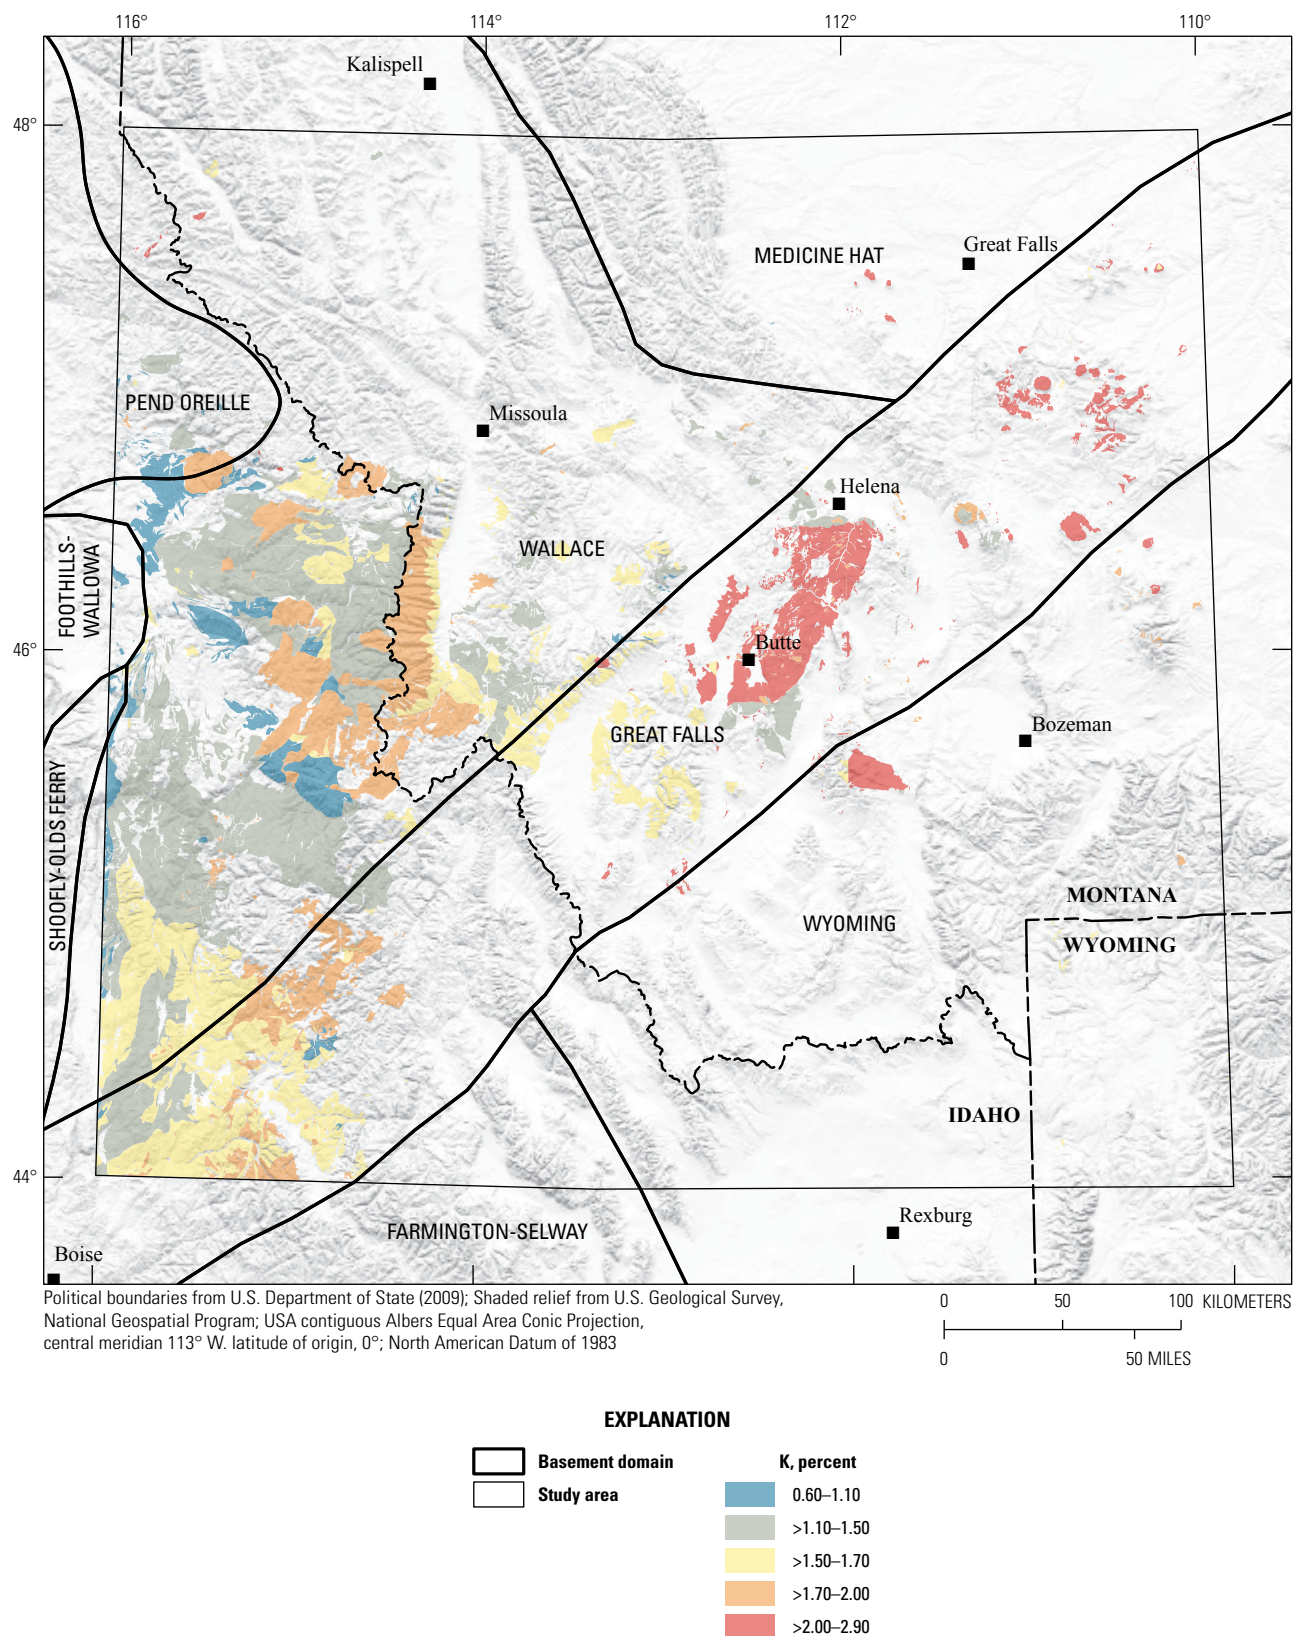 116°
114°
112°
110°
Kalispell
48°
MEDICINE HAT
Great Falls
PEND OREILLE
Missoula
Helena
WALLACE
FOOTHILLS-
WALLOWA
46°
Butte
GREAT FALLS
Bozeman
SHOOFLY-OLDS FERRY
MONTANA
WYOMING
WYOMING
IDAHO
44°
Rexburg
FARMINGTON-SELWAY
Boise
Political boundaries from U.S. Department of State (2009); Shaded relief from U.S. Geological Survey,
National Geospatial Program; USA contiguous Albers Equal Area Conic Projection,
central meridian 113° W. latitude of origin, 0°; North American Datum of 1983
0 50 100 KILOMETERS
0 50 MILES
EXPLANATION
Basement domain
Study area
K, percent
0.60–1.10
>1.10–1.50
>1.50–1.70
>1.70–2.00
>2.00–2.90